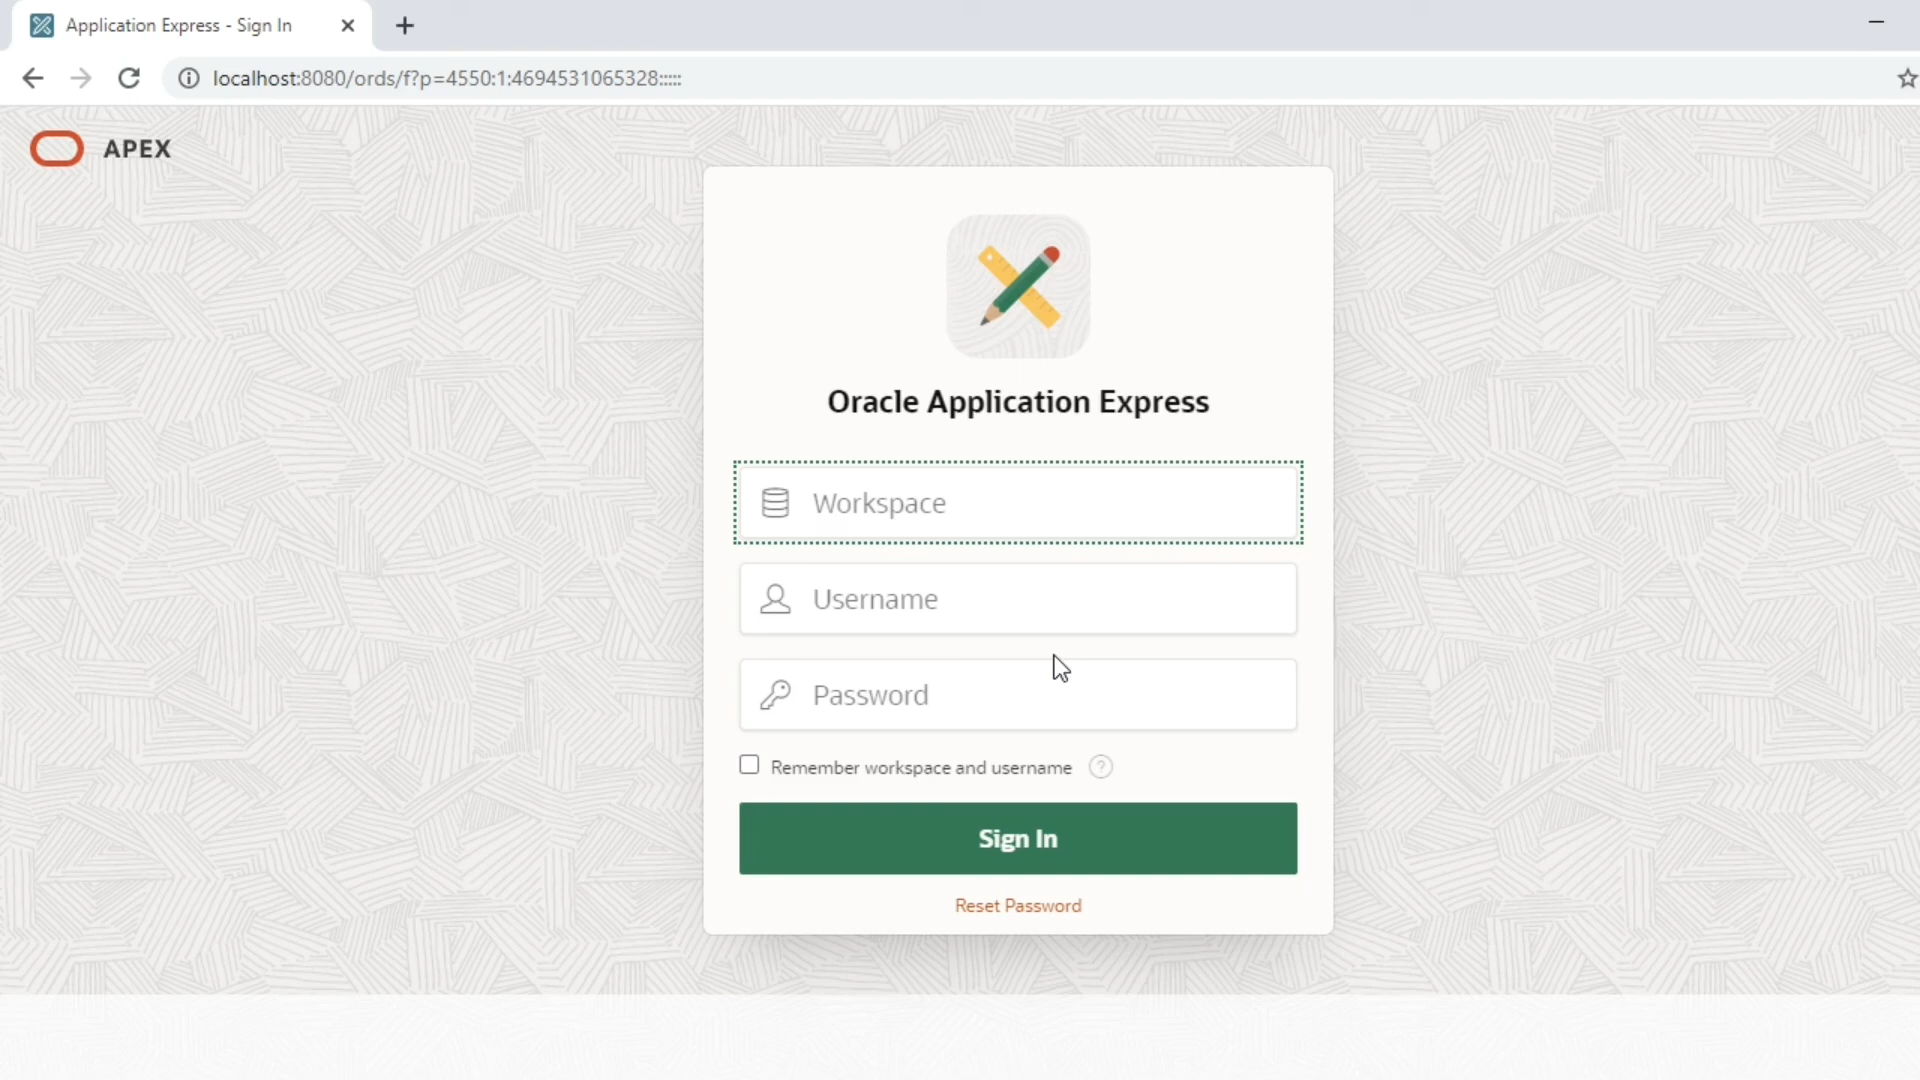 Application Express - Sign In
localhost:8080/ords/f?p=4550:1:4694531065328:::::
APEX
Oracle Application Express
Workspace
Username
Password
Remember workspace and username ?
Sign In
Reset Password